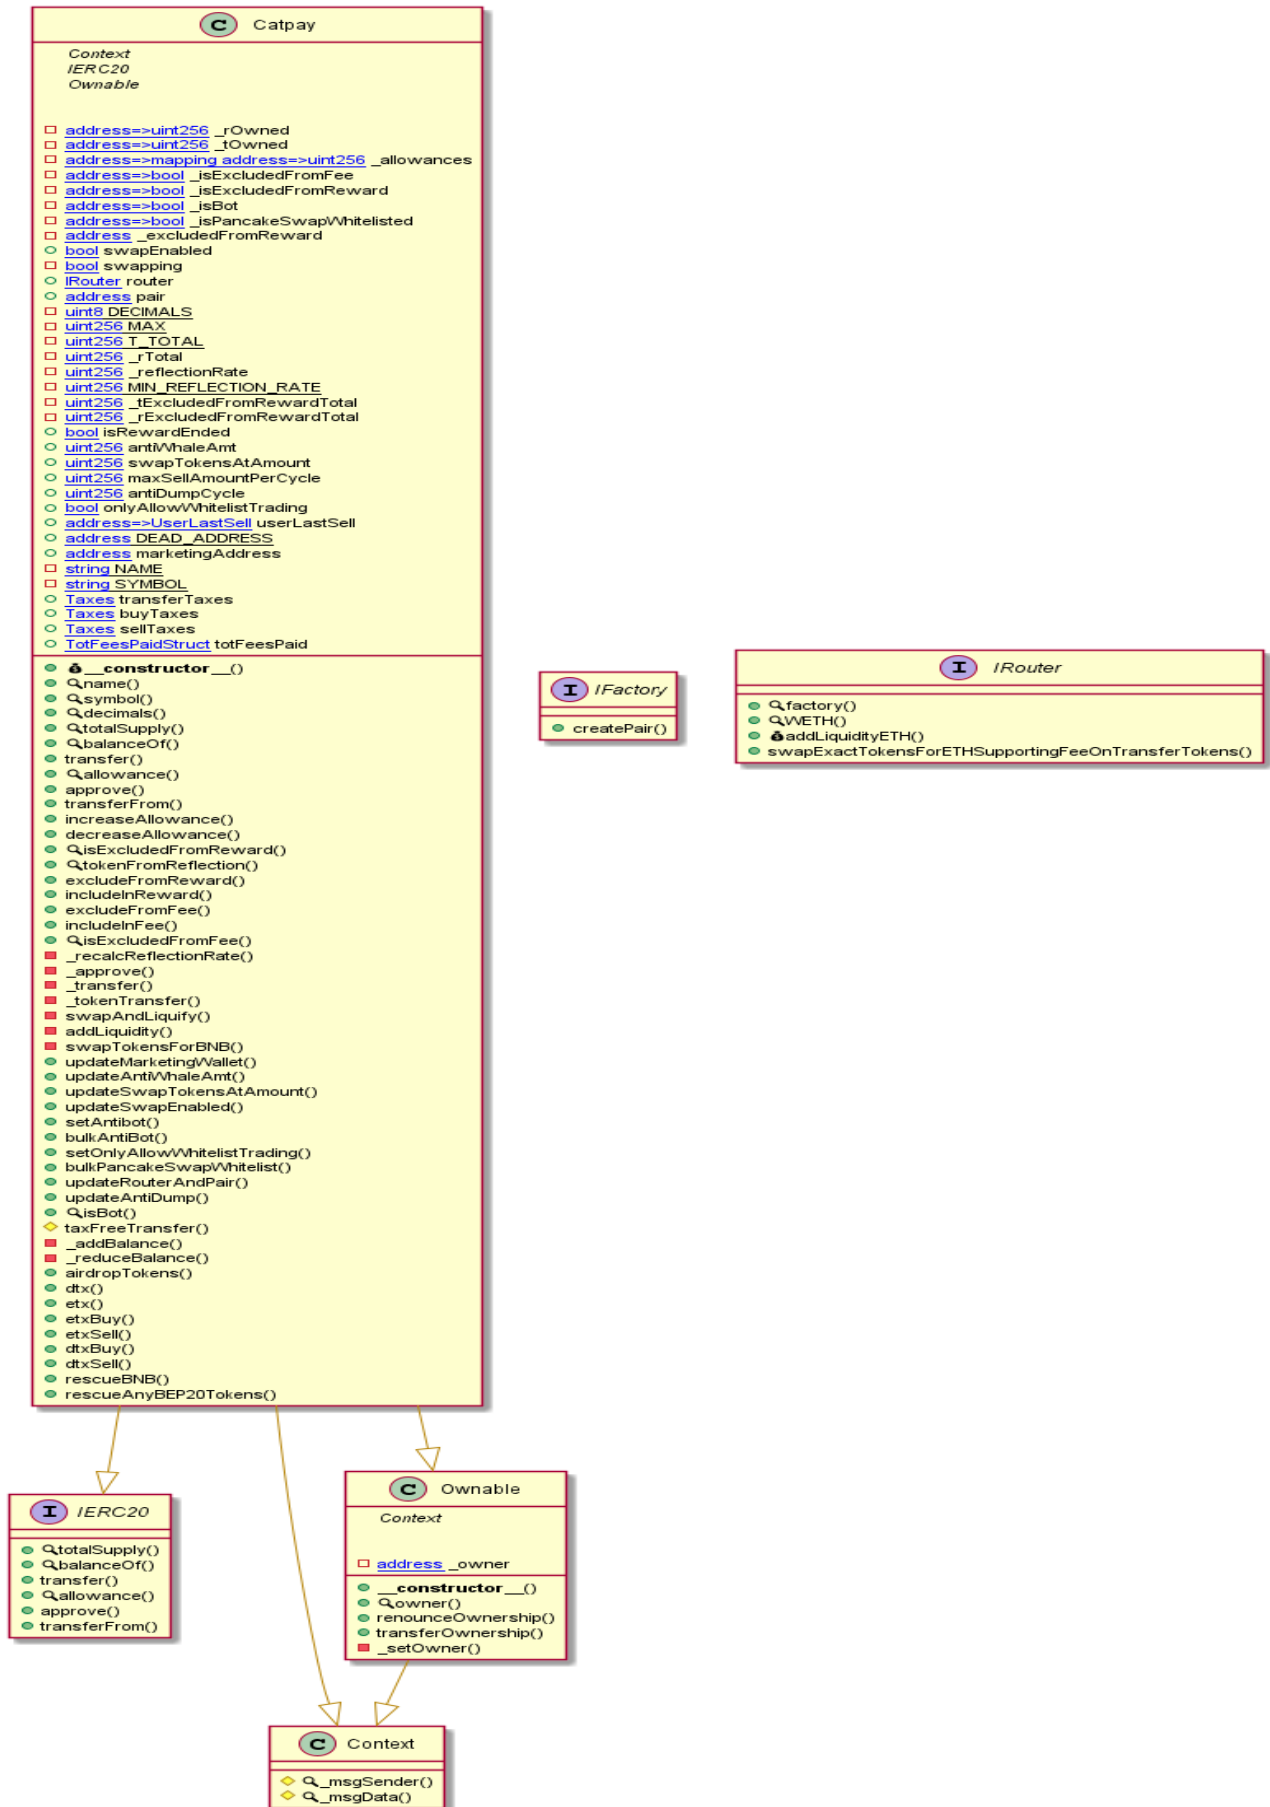 C Catpay
Context
IERC20
Ownable
address=>uint256 _rOwned
address=>uint256 _tOwned
address=>mapping address=>uint256 _allowances
address=>bool _isExcludedFromFee
address=>bool _isExcludedFromReward
address=>bool _isBot
address=>bool _isPancakeSwapWhitelisted
address _excludedFromReward
bool swapEnabled
bool swapping
IRouter router
address pair
uint8 DECIMALS
uint256 MAX
uint256 T_TOTAL
uint256 _rTotal
uint256 _reflectionRate
uint256 MIN_REFLECTION_RATE
uint256 _tExcludedFromRewardTotal
uint256 _rExcludedFromRewardTotal
bool isRewardEnded
uint256 antiWhaleAmt
uint256 swapTokensAtAmount
uint256 maxSellAmountPerCycle
uint256 antiDumpCycle
bool onlyAllowWhitelistTrading
address=>UserLastSell userLastSell
address DEAD_ADDRESS
address marketingAddress
string NAME
string SYMBOL
Taxes transferTaxes
Taxes buyTaxes
Taxes sellTaxes
TotFeesPaidStruct totFeesPaid
__constructor__()
name()
symbol()
decimals()
totalSupply()
balanceOf()
transfer()
allowance()
approve()
transferFrom()
increaseAllowance()
decreaseAllowance()
isExcludedFromReward()
tokenFromReflection()
excludeFromReward()
includeInReward()
excludeFromFee()
includeInFee()
isExcludedFromFee()
_recalcReflectionRate()
_approve()
_transfer()
_tokenTransfer()
swapAndLiquify()
addLiquidity()
swapTokensForBNB()
updateMarketingWallet()
updateAntiWhaleAmt()
updateSwapTokensAtAmount()
updateSwapEnabled()
setAntibot()
bulkAntiBot()
setOnlyAllowWhitelistTrading()
bulkPancakeSwapWhitelist()
updateRouterAndPair()
updateAntiDump()
isBot()
taxFreeTransfer()
_addBalance()
_reduceBalance()
airdropTokens()
dtx()
etx()
etxBuy()
etxSell()
dtxBuy()
dtxSell()
rescueBNB()
rescueAnyBEP20Tokens()
I IFactory
createPair()
I IRouter
factory()
WETH()
addLiquidityETH()
swapExactTokensForETHSupportingFeeOnTransferTokens()
I IERC20
totalSupply()
balanceOf()
transfer()
allowance()
approve()
transferFrom()
C Ownable
Context
address _owner
__constructor__()
owner()
renounceOwnership()
transferOwnership()
_setOwner()
C Context
_msgSender()
_msgData()